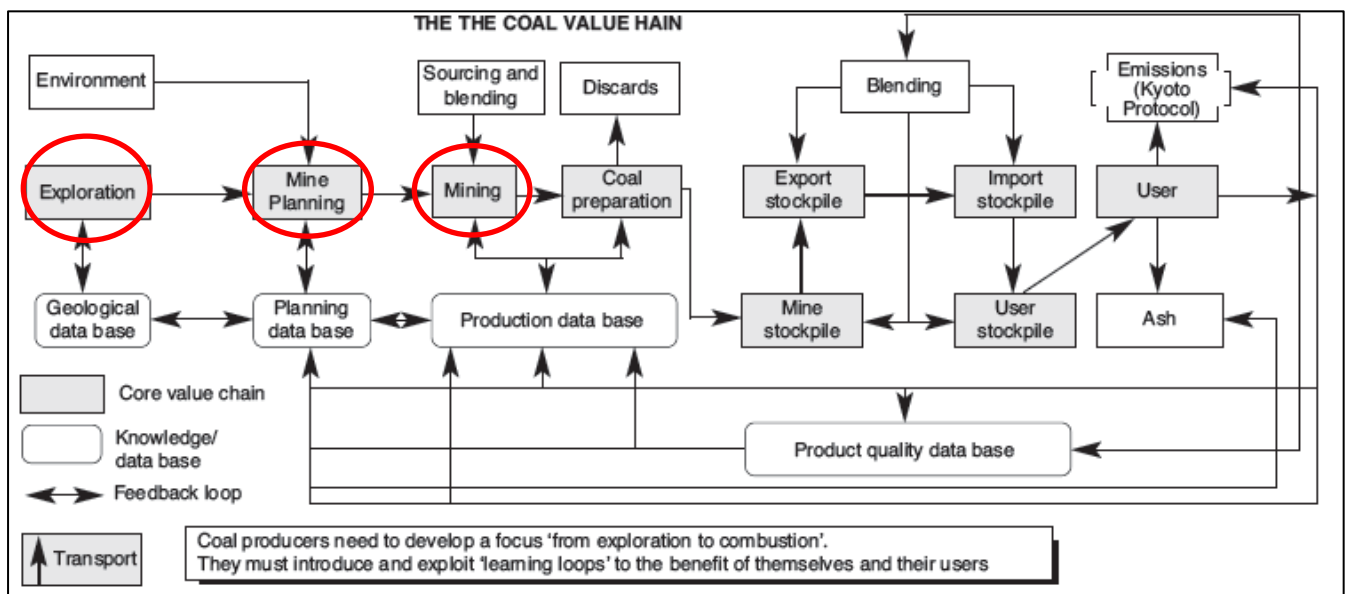 THE THE COAL VALUE HAIN
Environment
Sourcing and
blending
Discards
Blending
Emissions
(Kyoto
Protocol)
Exploration
Mine
Planning
Mining
Coal
preparation
Export
stockpile
Import
stockpile
User
Geological
data base
Planning
data base
Production data base
Mine
stockpile
User
stockpile
Ash
Core value chain
Knowledge/
data base
Product quality data base
Feedback loop
Transport
Coal producers need to develop a focus ‘from exploration to combustion’.
They must introduce and exploit ‘learning loops’ to the benefit of themselves and their users